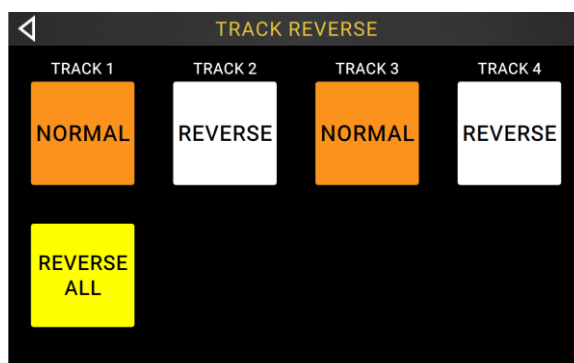 TRACK REVERSE
TRACK 1 TRACK 2 TRACK 3 TRACK 4
NORMAL REVERSE NORMAL REVERSE
REVERSE
ALL